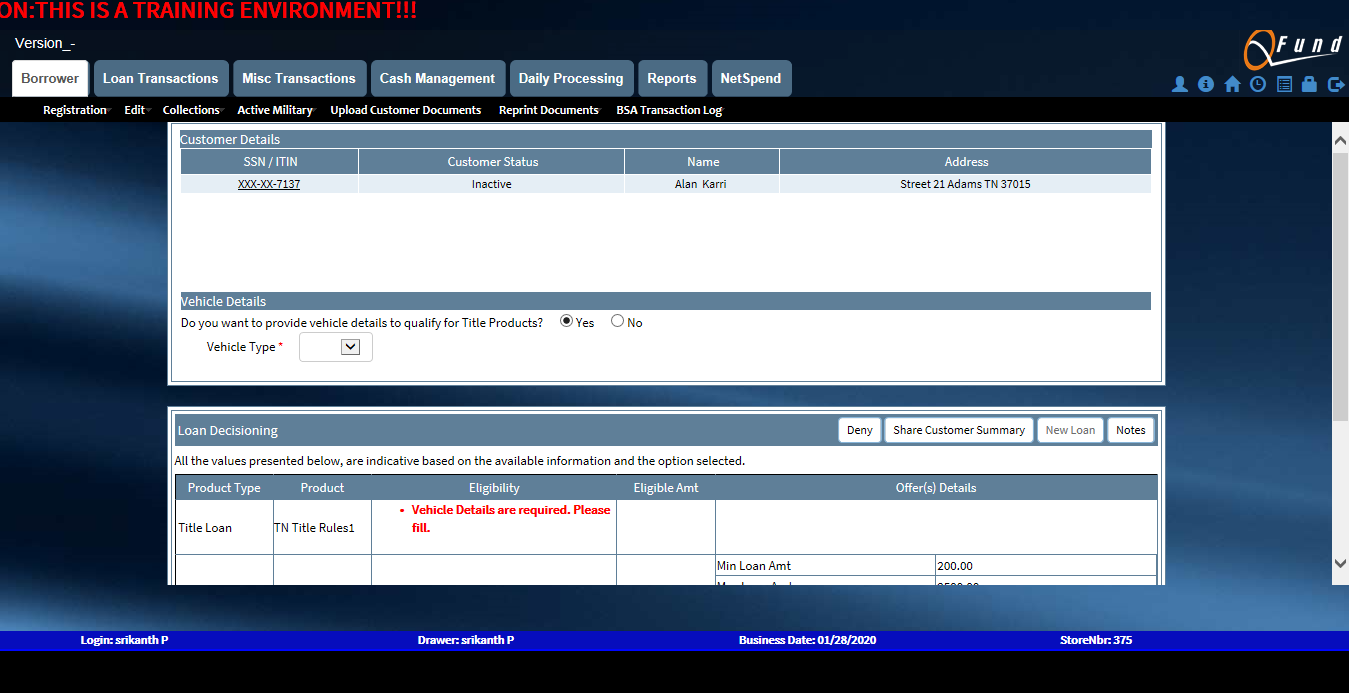 ON:THIS IS A TRAINING ENVIRONMENT!!!
Version_-
QFund
Borrower Loan Transactions Misc Transactions Cash Management Daily Processing Reports NetSpend
Registration Edit Collections Active Military Upload Customer Documents Reprint Documents BSA Transaction Log
Customer Details
SSN / ITIN Customer Status Name Address
XXX-XX-7137 Inactive Alan Karri Street 21 Adams TN 37015
Vehicle Details
Do you want to provide vehicle details to qualify for Title Products? Yes No
Vehicle Type *
Loan Decisioning Deny Share Customer Summary New Loan Notes
All the values presented below, are indicative based on the available information and the option selected.
Product Type Product Eligibility Eligible Amt Offer(s) Details
• Vehicle Details are required. Please
Title Loan TN Title Rules1 fill.
Min Loan Amt 200.00
Login: srikanth P Drawer: srikanth P Business Date: 01/28/2020 StoreNbr: 375